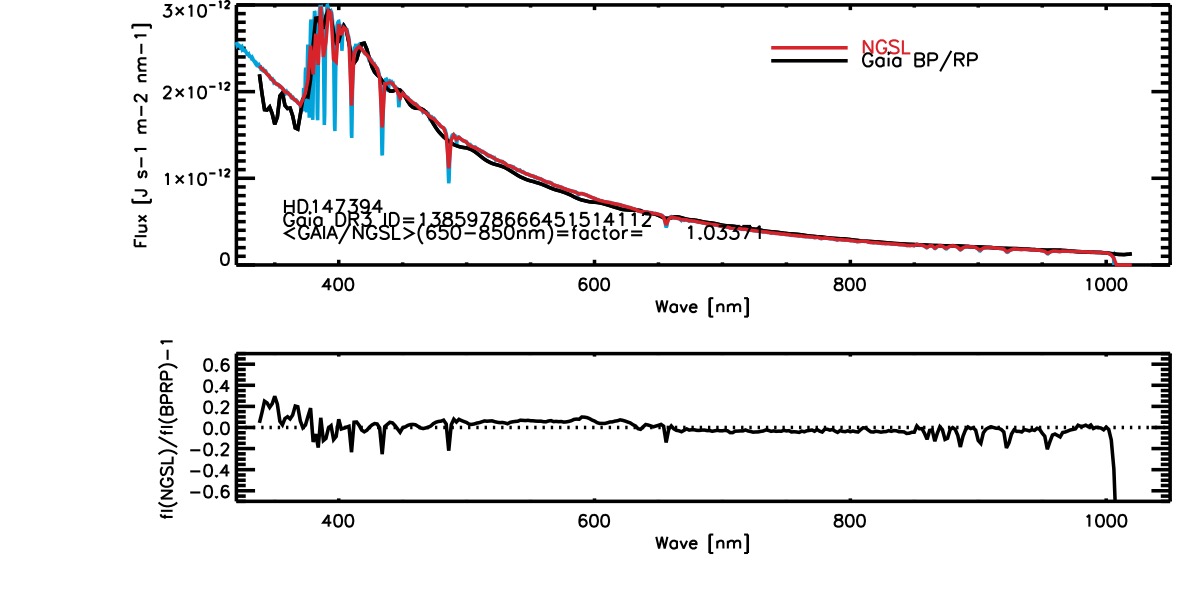 3×10−12
2×10−12
1×10−12
0
Flux [J s−1 m−2 nm−1]
NGSL
Gaia BP/RP
HD147394
Gaia DR3 ID=1385978666451514112
<GAIA/NGSL>(650−850nm)=factor= 1.03371
400 600 800 1000
Wave [nm]
fl(NGSL)/fl(BPRP)−1
0.6
0.4
0.2
0.0
−0.2
−0.4
−0.6
400 600 800 1000
Wave [nm]